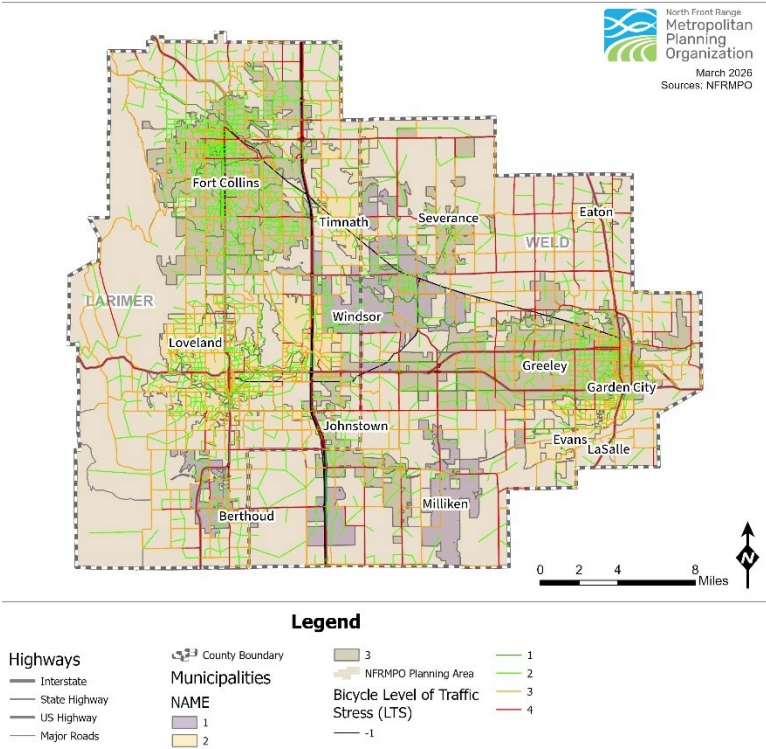 North Front Range
Metropolitan
Planning
Organization
March 2026
Sources: NFRMPO
Fort Collins
Timnath
Severance
Eaton
WELD
LARIMER
Windsor
Loveland
Greeley
Garden City
Johnstown
Evans
LaSalle
Milliken
Berthoud
N
0 2 4 8
Miles
Legend
Highways
Interstate
State Highway
US Highway
Major Roads
County Boundary
Municipalities
NAME
1
2
3
NFRMPO Planning Area
Bicycle Level of Traffic
Stress (LTS)
-1
1
2
3
4